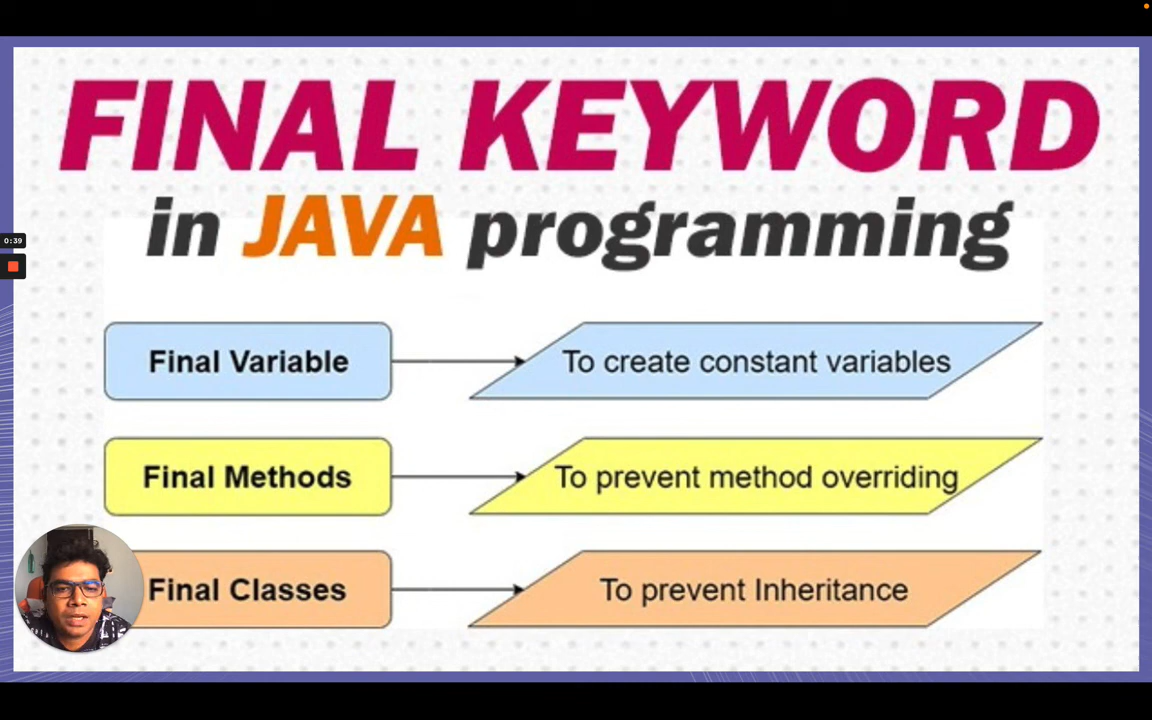 FINAL KEYWORD
in JAVA programming
0:39
Final Variable
To create constant variables
Final Methods
To prevent method overriding
Final Classes
To prevent Inheritance